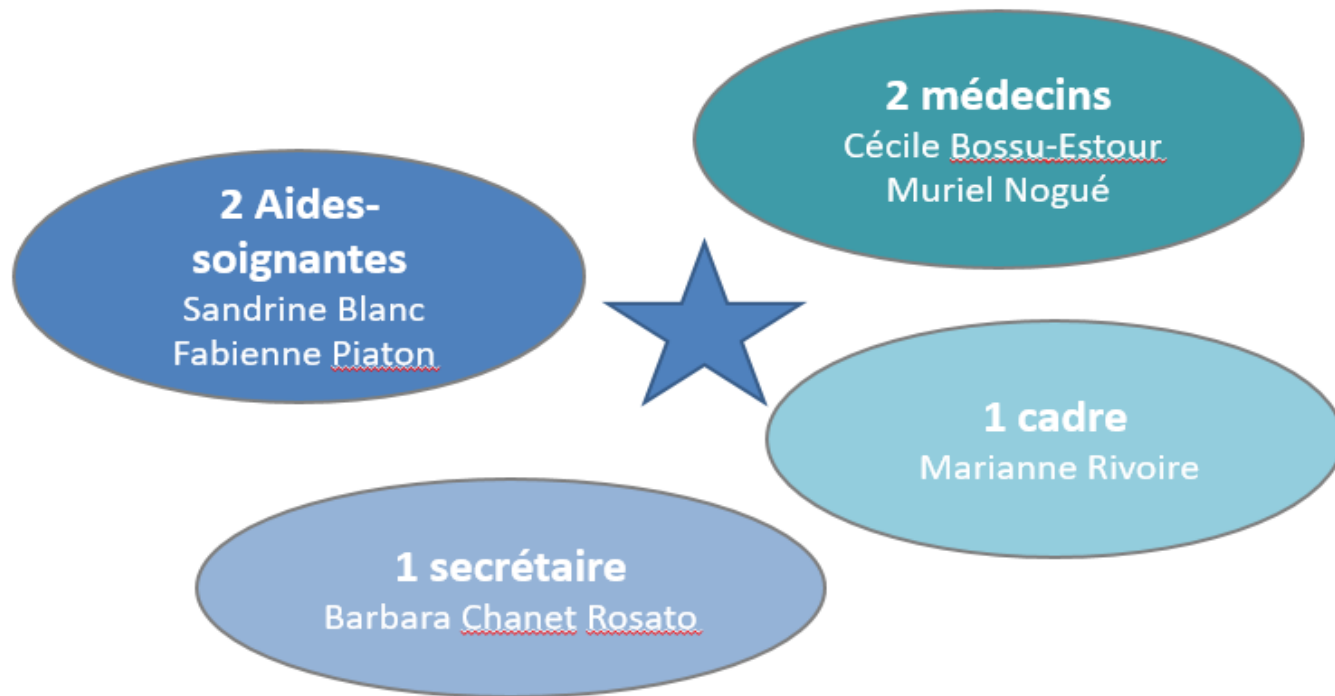 2 médecins
Cécile Bossu-Estour
Muriel Nogué
2 Aides-
soignantes
Sandrine Blanc
Fabienne Piaton
1 cadre
Marianne Rivoire
1 secrétaire
Barbara Chanet Rosato